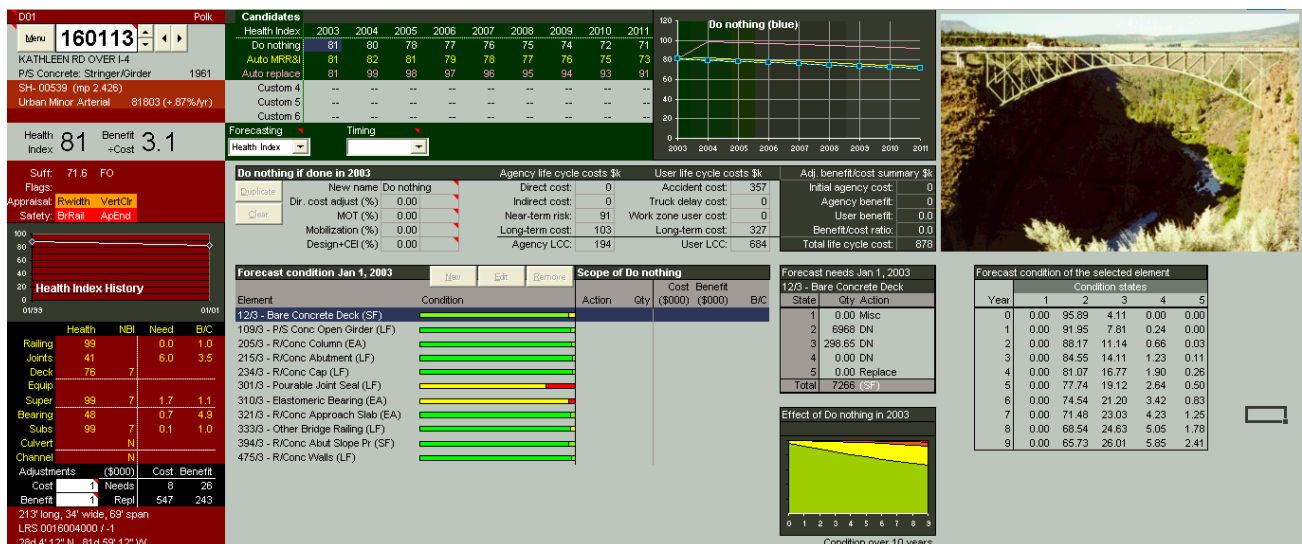 D01 Polk
Menu 160113
KATHLEEN RD OVER I-4
P/S Concrete: Stringer/Girder 1961
SH- 00539 (mp 2.426)
Urban Minor Arterial 81803 (+.87%/yr)
Health Index 81 Benefit ÷Cost 3.1
Suff: 71.6 FO
Flags:
Appraisal: Rwidth VertClr
Safety: BrRail ApEnd
100
80
60
40
20
0
Health Index History
01/99 01/01
Health NBI Need B/C
Railing 99 0.0 1.0
Joints 41 6.0 3.5
Deck 76 7
Equip
Super 99 7 1.7 1.1
Bearing 48 0.7 4.9
Subs 99 7 0.1 1.0
Culvert N
Channel N
Adjustments ($000) Cost Benefit
Cost 1 Needs 8 26
Benefit 1 Repl 547 243
213' long, 34' wide, 69' span
LRS 0016004000 / -1
28d 4' 12" N, 81d 59' 12" W
Candidates
Health Index 2003 2004 2005 2006 2007 2008 2009 2010 2011
Do nothing 81 80 78 77 76 75 74 72 71
Auto MRR&I 81 82 81 79 78 77 76 75 73
Auto replace 81 99 98 97 96 95 94 93 91
Custom 4 -- -- -- -- -- -- -- -- --
Custom 5 -- -- -- -- -- -- -- -- --
Custom 6 -- -- -- -- -- -- -- -- --
Forecasting Timing
Health Index
Do nothing (blue)
120
100
80
60
40
20
0
2003 2004 2005 2006 2007 2008 2009 2010 2011
Do nothing if done in 2003
Duplicate
Clear
New name Do nothing
Dir. cost adjust (%) 0.00
MOT (%) 0.00
Mobilization (%) 0.00
Design+CEI (%) 0.00
Agency life cycle costs $k
Direct cost: 0
Indirect cost: 0
Near-term risk: 91
Long-term cost: 103
Agency LCC: 194
User life cycle costs $k
Accident cost: 357
Truck delay cost: 0
Work zone user cost: 0
Long-term cost: 327
User LCC: 684
Adj. benefit/cost summary $k
Initial agency cost: 0
Agency benefit: 0
User benefit: 0.0
Benefit/cost ratio: 0.0
Total life cycle cost: 878
Forecast condition Jan 1, 2003 New Edit Remove
Scope of Do nothing
Element Condition Action Qty Cost ($000) Benefit ($000) B/C
12/3 - Bare Concrete Deck (SF)
109/3 - P/S Conc Open Girder (LF)
205/3 - R/Conc Column (EA)
215/3 - R/Conc Abutment (LF)
234/3 - R/Conc Cap (LF)
301/3 - Pourable Joint Seal (LF)
310/3 - Elastomeric Bearing (EA)
321/3 - R/Conc Approach Slab (EA)
333/3 - Other Bridge Railing (LF)
394/3 - R/Conc Abut Slope Pr (SF)
475/3 - R/Conc Walls (LF)
Forecast needs Jan 1, 2003
12/3 - Bare Concrete Deck
State Qty Action
1 0.00 Misc
2 6968 DN
3 298.65 DN
4 0.00 DN
5 0.00 Replace
Total 7266 (SF)
Effect of Do nothing in 2003
0 1 2 3 4 5 6 7 8 9
Condition over 10 years
Forecast condition of the selected element
Condition states
Year 1 2 3 4 5
0 0.00 95.89 4.11 0.00 0.00
1 0.00 91.95 7.81 0.24 0.00
2 0.00 88.17 11.14 0.66 0.03
3 0.00 84.55 14.11 1.23 0.11
4 0.00 81.07 16.77 1.90 0.26
5 0.00 77.74 19.12 2.64 0.50
6 0.00 74.54 21.20 3.42 0.83
7 0.00 71.48 23.03 4.23 1.25
8 0.00 68.54 24.63 5.05 1.78
9 0.00 65.73 26.01 5.85 2.41